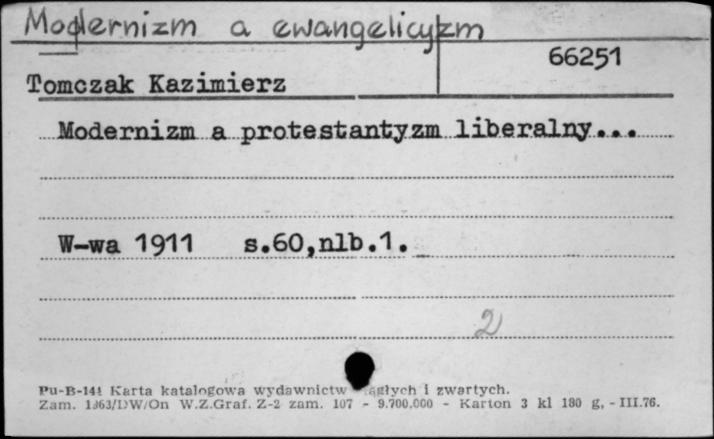 Modernizm a ewangelicyzm
66251
Tomczak Kazimierz
Modernizm a protestantyzm liberalny...
W-wa 1911 s.60,nlb.1.
2
Pu-B-141 Karta katalogowa wydawnictw i zwartych.
Zam. 1363/DW/On W.Z.Graf. Z-2 zam. 107 - 9.700.000 - Karton 3 kl 180 g, - III.76.